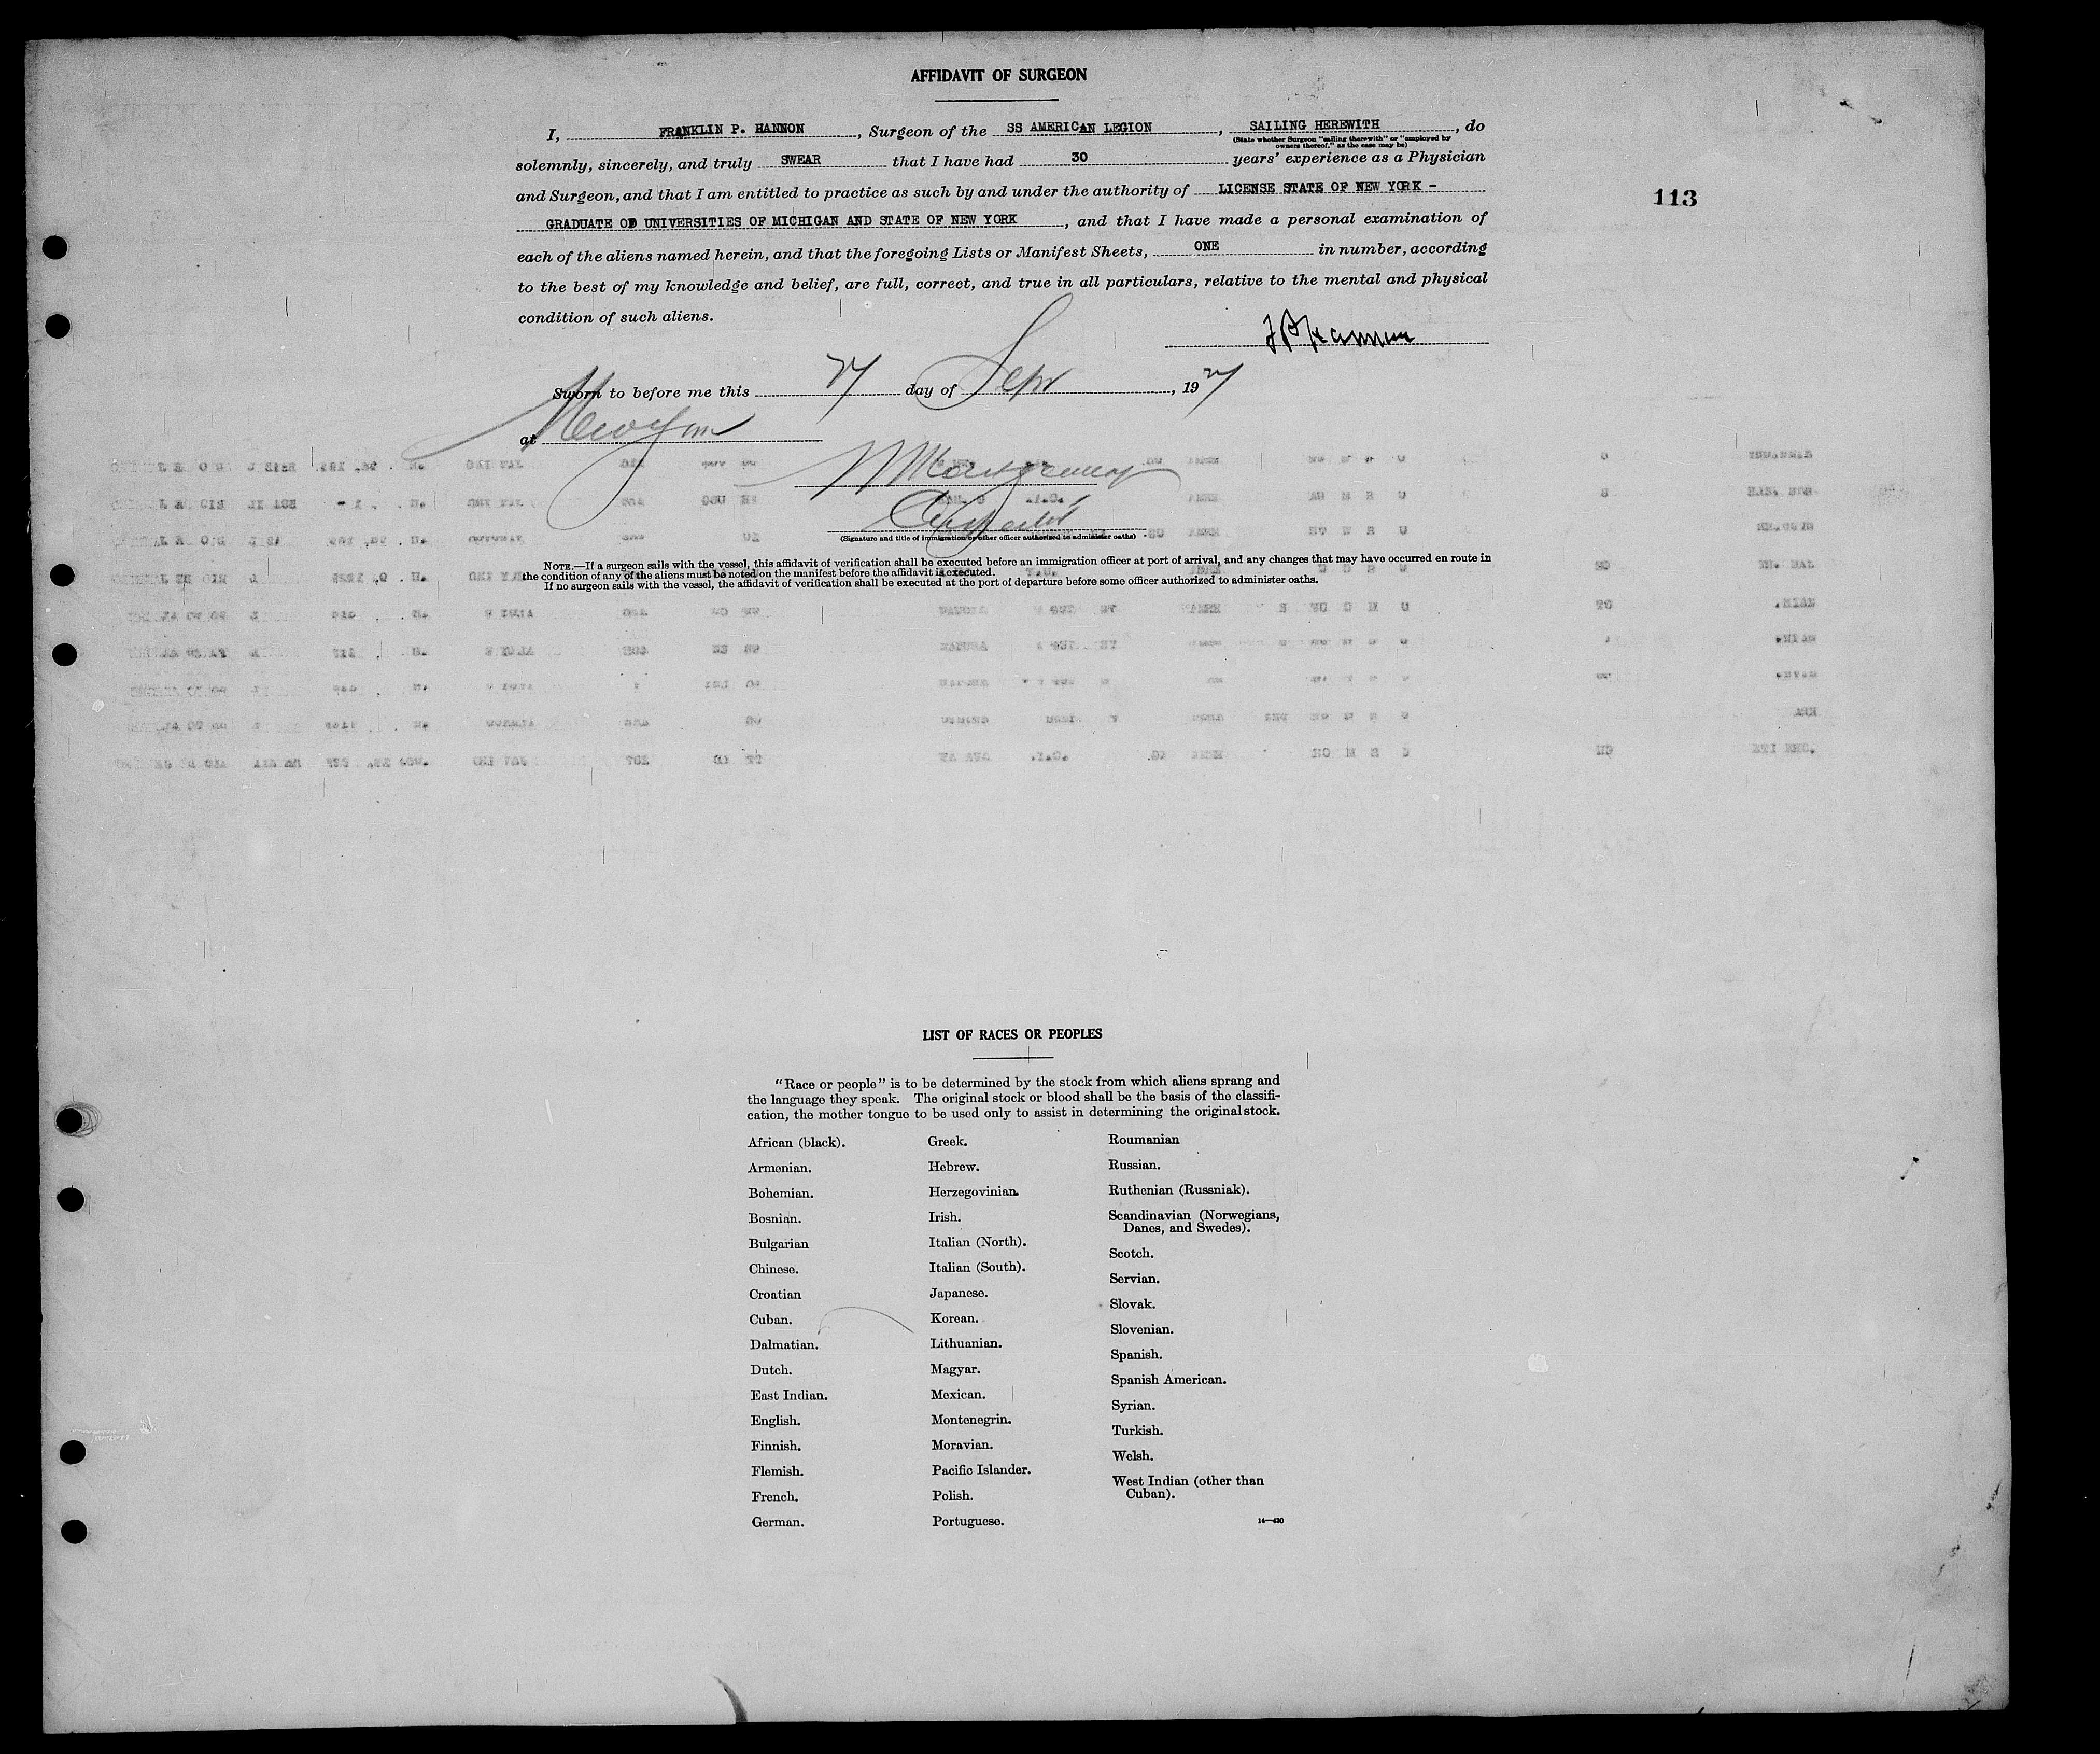 AFFIDAVIT OF SURGEON
I, FRANKLIN P. HANNON, Surgeon of the SS AMERICAN LEGION, SAILING HEREWITH, do
(State whether Surgeon "sailing therewith" or "employed by
owners thereof," as the case may be)
solemnly, sincerely, and truly SWEAR that I have had 30 years' experience as a Physician
and Surgeon, and that I am entitled to practice as such by and under the authority of LICENSE STATE OF NEW YORK -
113
GRADUATE OF UNIVERSITIES OF MICHIGAN AND STATE OF NEW YORK, and that I have made a personal examination of
each of the aliens named herein, and that the foregoing Lists or Manifest Sheets, ONE in number, according
to the best of my knowledge and belief, are full, correct, and true in all particulars, relative to the mental and physical
condition of such aliens.
F P Hannon
Sworn to before me this 27 day of Sept, 1927
at New York
(Signature and title of immigration or other officer authorized to administer oaths)
NOTE.—If a surgeon sails with the vessel, this affidavit of verification shall be executed before an immigration officer at port of arrival, and any changes that may have occurred en route in
the condition of any of the aliens must be noted on the manifest before the affidavit is executed.
If no surgeon sails with the vessel, the affidavit of verification shall be executed at the port of departure before some officer authorized to administer oaths.
LIST OF RACES OR PEOPLES
"Race or people" is to be determined by the stock from which aliens sprang and
the language they speak. The original stock or blood shall be the basis of the classifi-
cation, the mother tongue to be used only to assist in determining the original stock.
African (black).
Armenian.
Bohemian.
Bosnian.
Bulgarian
Chinese.
Croatian
Cuban.
Dalmatian.
Dutch.
East Indian.
English.
Finnish.
Flemish.
French.
German.
Greek.
Hebrew.
Herzegovinian.
Irish.
Italian (North).
Italian (South).
Japanese.
Korean.
Lithuanian.
Magyar.
Mexican.
Montenegrin.
Moravian.
Pacific Islander.
Polish.
Portuguese.
Roumanian
Russian.
Ruthenian (Russniak).
Scandinavian (Norwegians,
Danes, and Swedes).
Scotch.
Servian.
Slovak.
Slovenian.
Spanish.
Spanish American.
Syrian.
Turkish.
Welsh.
West Indian (other than
Cuban).
14—430